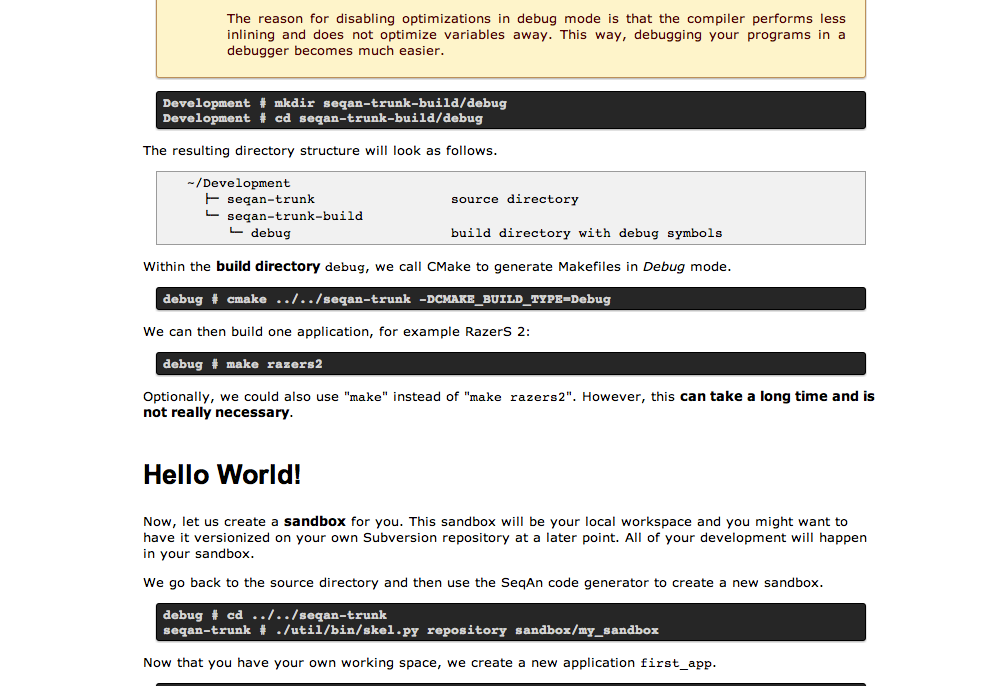 The reason for disabling optimizations in debug mode is that the compiler performs less
inlining and does not optimize variables away. This way, debugging your programs in a
debugger becomes much easier.
Development # mkdir seqan-trunk-build/debug
Development # cd seqan-trunk-build/debug
The resulting directory structure will look as follows.
~/Development
├─ seqan-trunk source directory
└─ seqan-trunk-build
└─ debug build directory with debug symbols
Within the build directory debug, we call CMake to generate Makefiles in Debug mode.
debug # cmake ../../seqan-trunk -DCMAKE_BUILD_TYPE=Debug
We can then build one application, for example RazerS 2:
debug # make razers2
Optionally, we could also use "make" instead of "make razers2". However, this can take a long time and is
not really necessary.
Hello World!
Now, let us create a sandbox for you. This sandbox will be your local workspace and you might want to
have it versionized on your own Subversion repository at a later point. All of your development will happen
in your sandbox.
We go back to the source directory and then use the SeqAn code generator to create a new sandbox.
debug # cd ../../seqan-trunk
seqan-trunk # ./util/bin/skel.py repository sandbox/my_sandbox
Now that you have your own working space, we create a new application first_app.